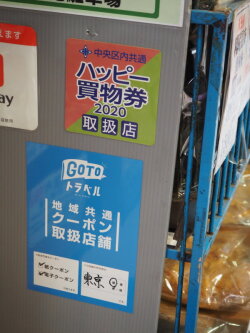 えます
ay
中央区内共通
ハッピー
買物券
2020
取扱店
GOTO
トラベル
地域共通
クーポン
取扱店舗
紙クーポン
電子クーポン
東京